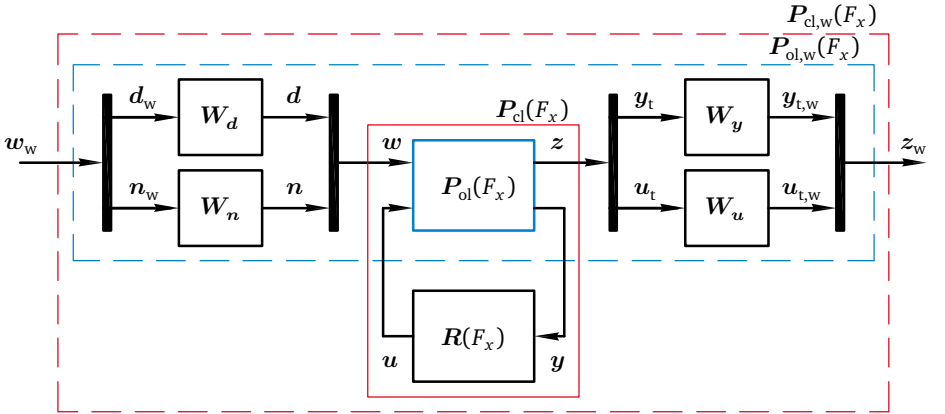 P_cl,w(F_x)
P_ol,w(F_x)
d_w W_d d P_cl(F_x) y_t W_y y_t,w
w_w w z z_w
n_w W_n n P_ol(F_x) u_t W_u u_t,w
R(F_x)
u y